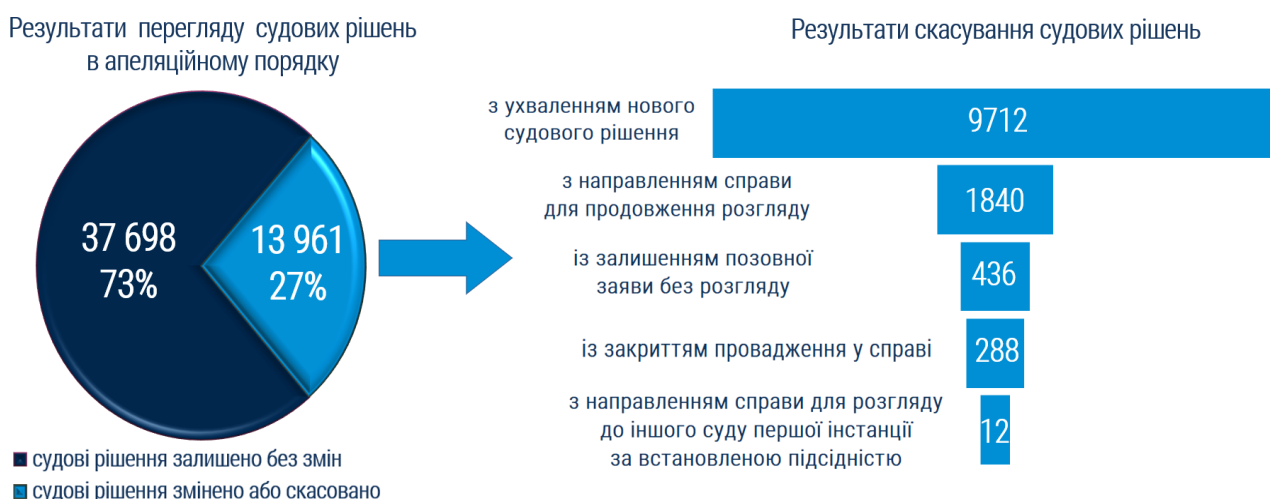 Результати перегляду судових рішень
в апеляційному порядку
37 698
73%
13 961
27%
судові рішення залишено без змін
судові рішення змінено або скасовано
Результати скасування судових рішень
з ухваленням нового
судового рішення
9712
з направленням справи
для продовження розгляду
1840
із залишенням позовної
заяви без розгляду
436
із закриттям провадження у справі
288
з направленням справи для розгляду
до іншого суду першої інстанції
за встановленою підсідністю
12